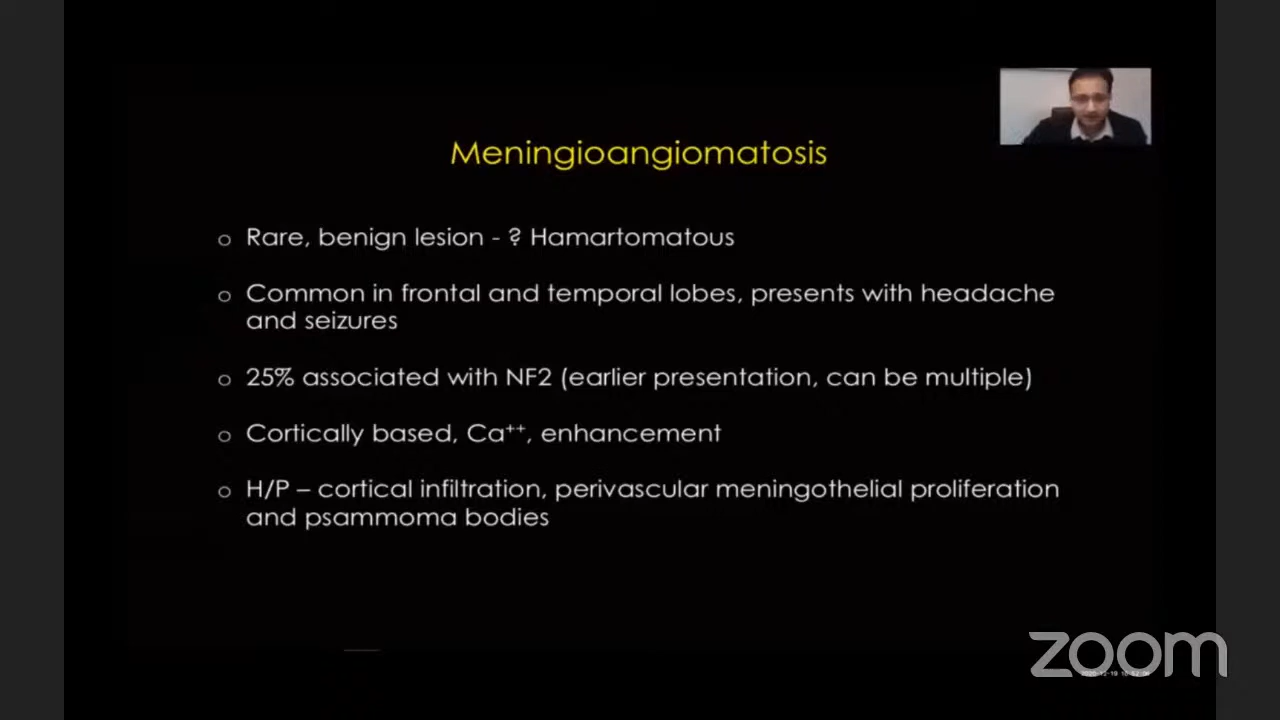 Meningioangiomatosis
o Rare, benign lesion - ? Hamartomatous
o Common in frontal and temporal lobes, presents with headache
and seizures
o 25% associated with NF2 (earlier presentation, can be multiple)
o Cortically based, Ca⁺⁺, enhancement
o H/P – cortical infiltration, perivascular meningothelial proliferation
and psammoma bodies
zoom